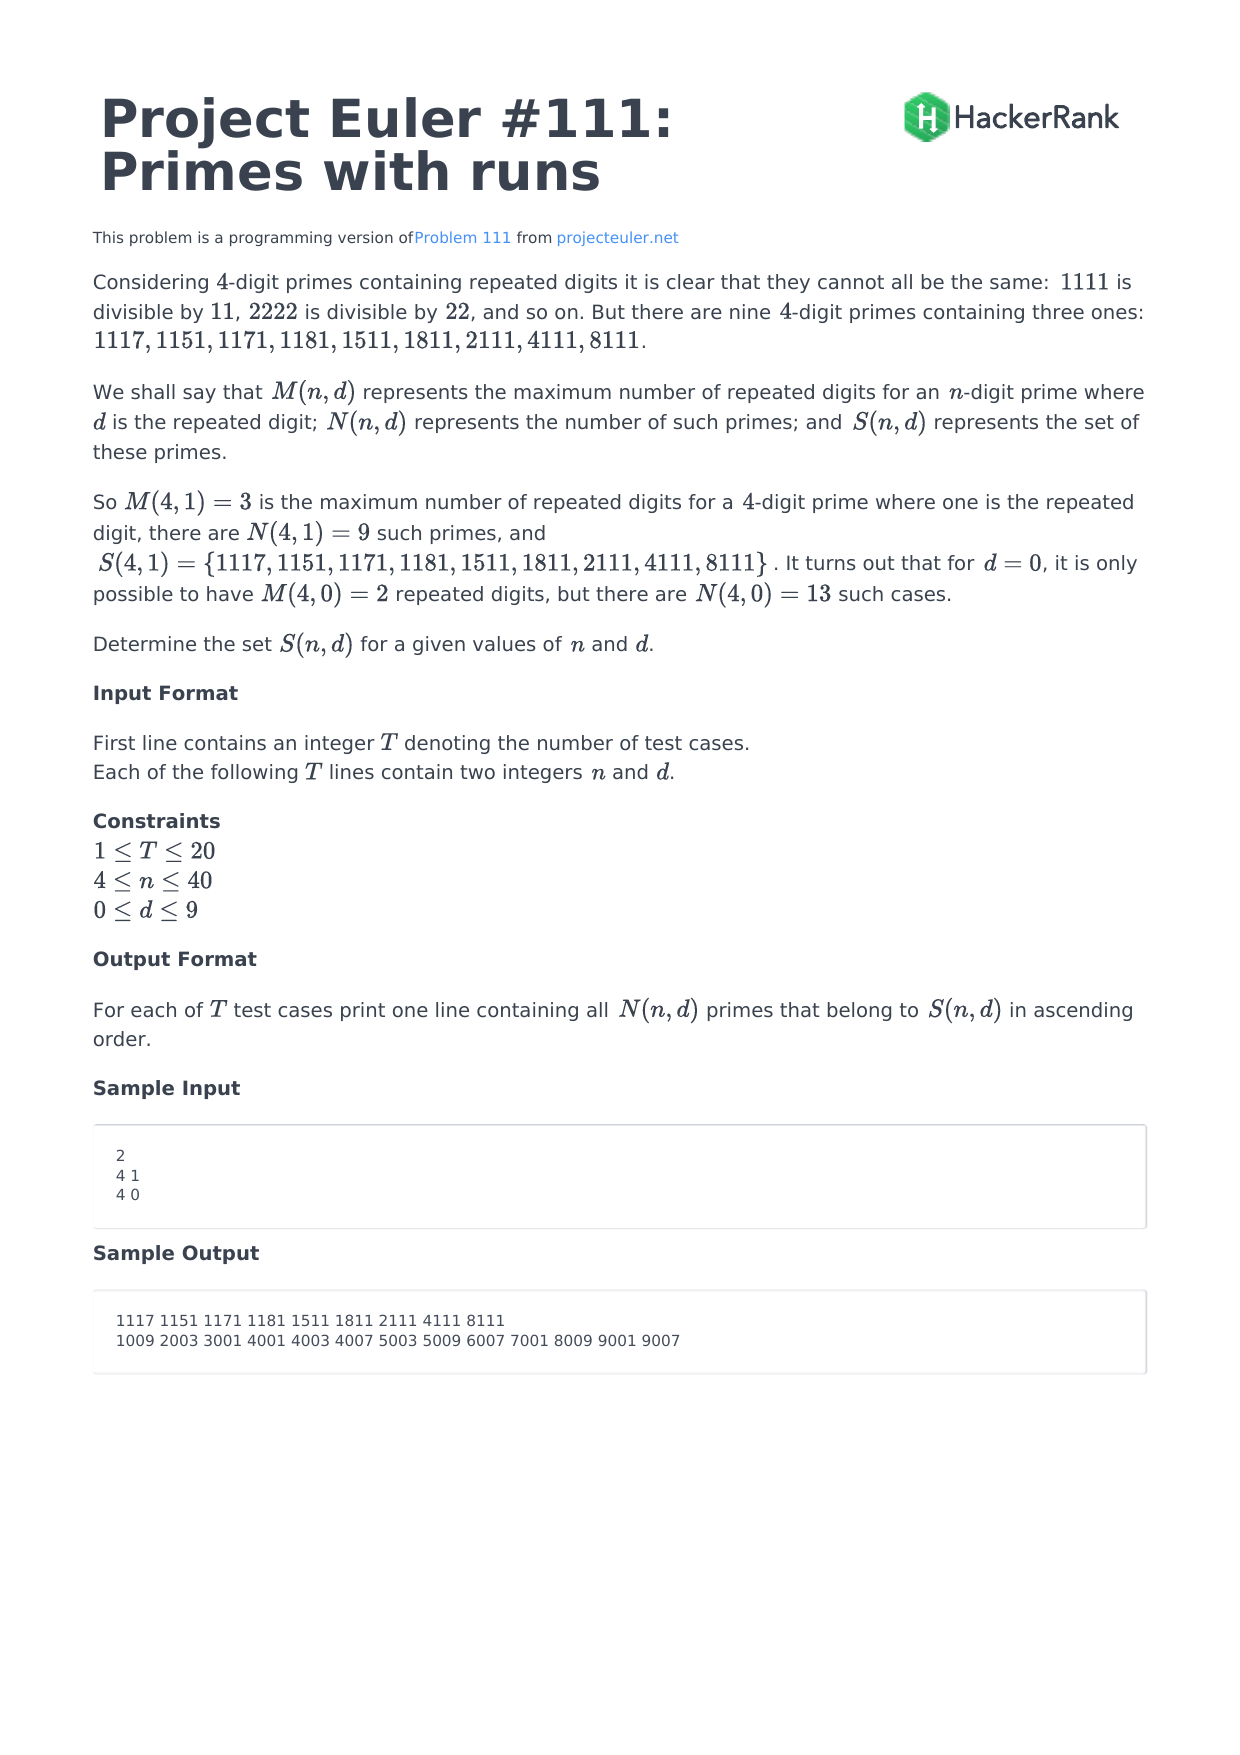 Project Euler #111:
Primes with runs
HackerRank
This problem is a programming version ofProblem 111 from projecteuler.net
Considering 4-digit primes containing repeated digits it is clear that they cannot all be the same: 1111 is
divisible by 11, 2222 is divisible by 22, and so on. But there are nine 4-digit primes containing three ones:
1117, 1151, 1171, 1181, 1511, 1811, 2111, 4111, 8111.
We shall say that M(n, d) represents the maximum number of repeated digits for an n-digit prime where
d is the repeated digit; N(n, d) represents the number of such primes; and S(n, d) represents the set of
these primes.
So M(4, 1) = 3 is the maximum number of repeated digits for a 4-digit prime where one is the repeated
digit, there are N(4, 1) = 9 such primes, and
S(4, 1) = {1117, 1151, 1171, 1181, 1511, 1811, 2111, 4111, 8111} . It turns out that for d = 0, it is only
possible to have M(4, 0) = 2 repeated digits, but there are N(4, 0) = 13 such cases.
Determine the set S(n, d) for a given values of n and d.
Input Format
First line contains an integer T denoting the number of test cases.
Each of the following T lines contain two integers n and d.
Constraints
1 ≤ T ≤ 20
4 ≤ n ≤ 40
0 ≤ d ≤ 9
Output Format
For each of T test cases print one line containing all N(n, d) primes that belong to S(n, d) in ascending
order.
Sample Input
2
4 1
4 0
Sample Output
1117 1151 1171 1181 1511 1811 2111 4111 8111
1009 2003 3001 4001 4003 4007 5003 5009 6007 7001 8009 9001 9007